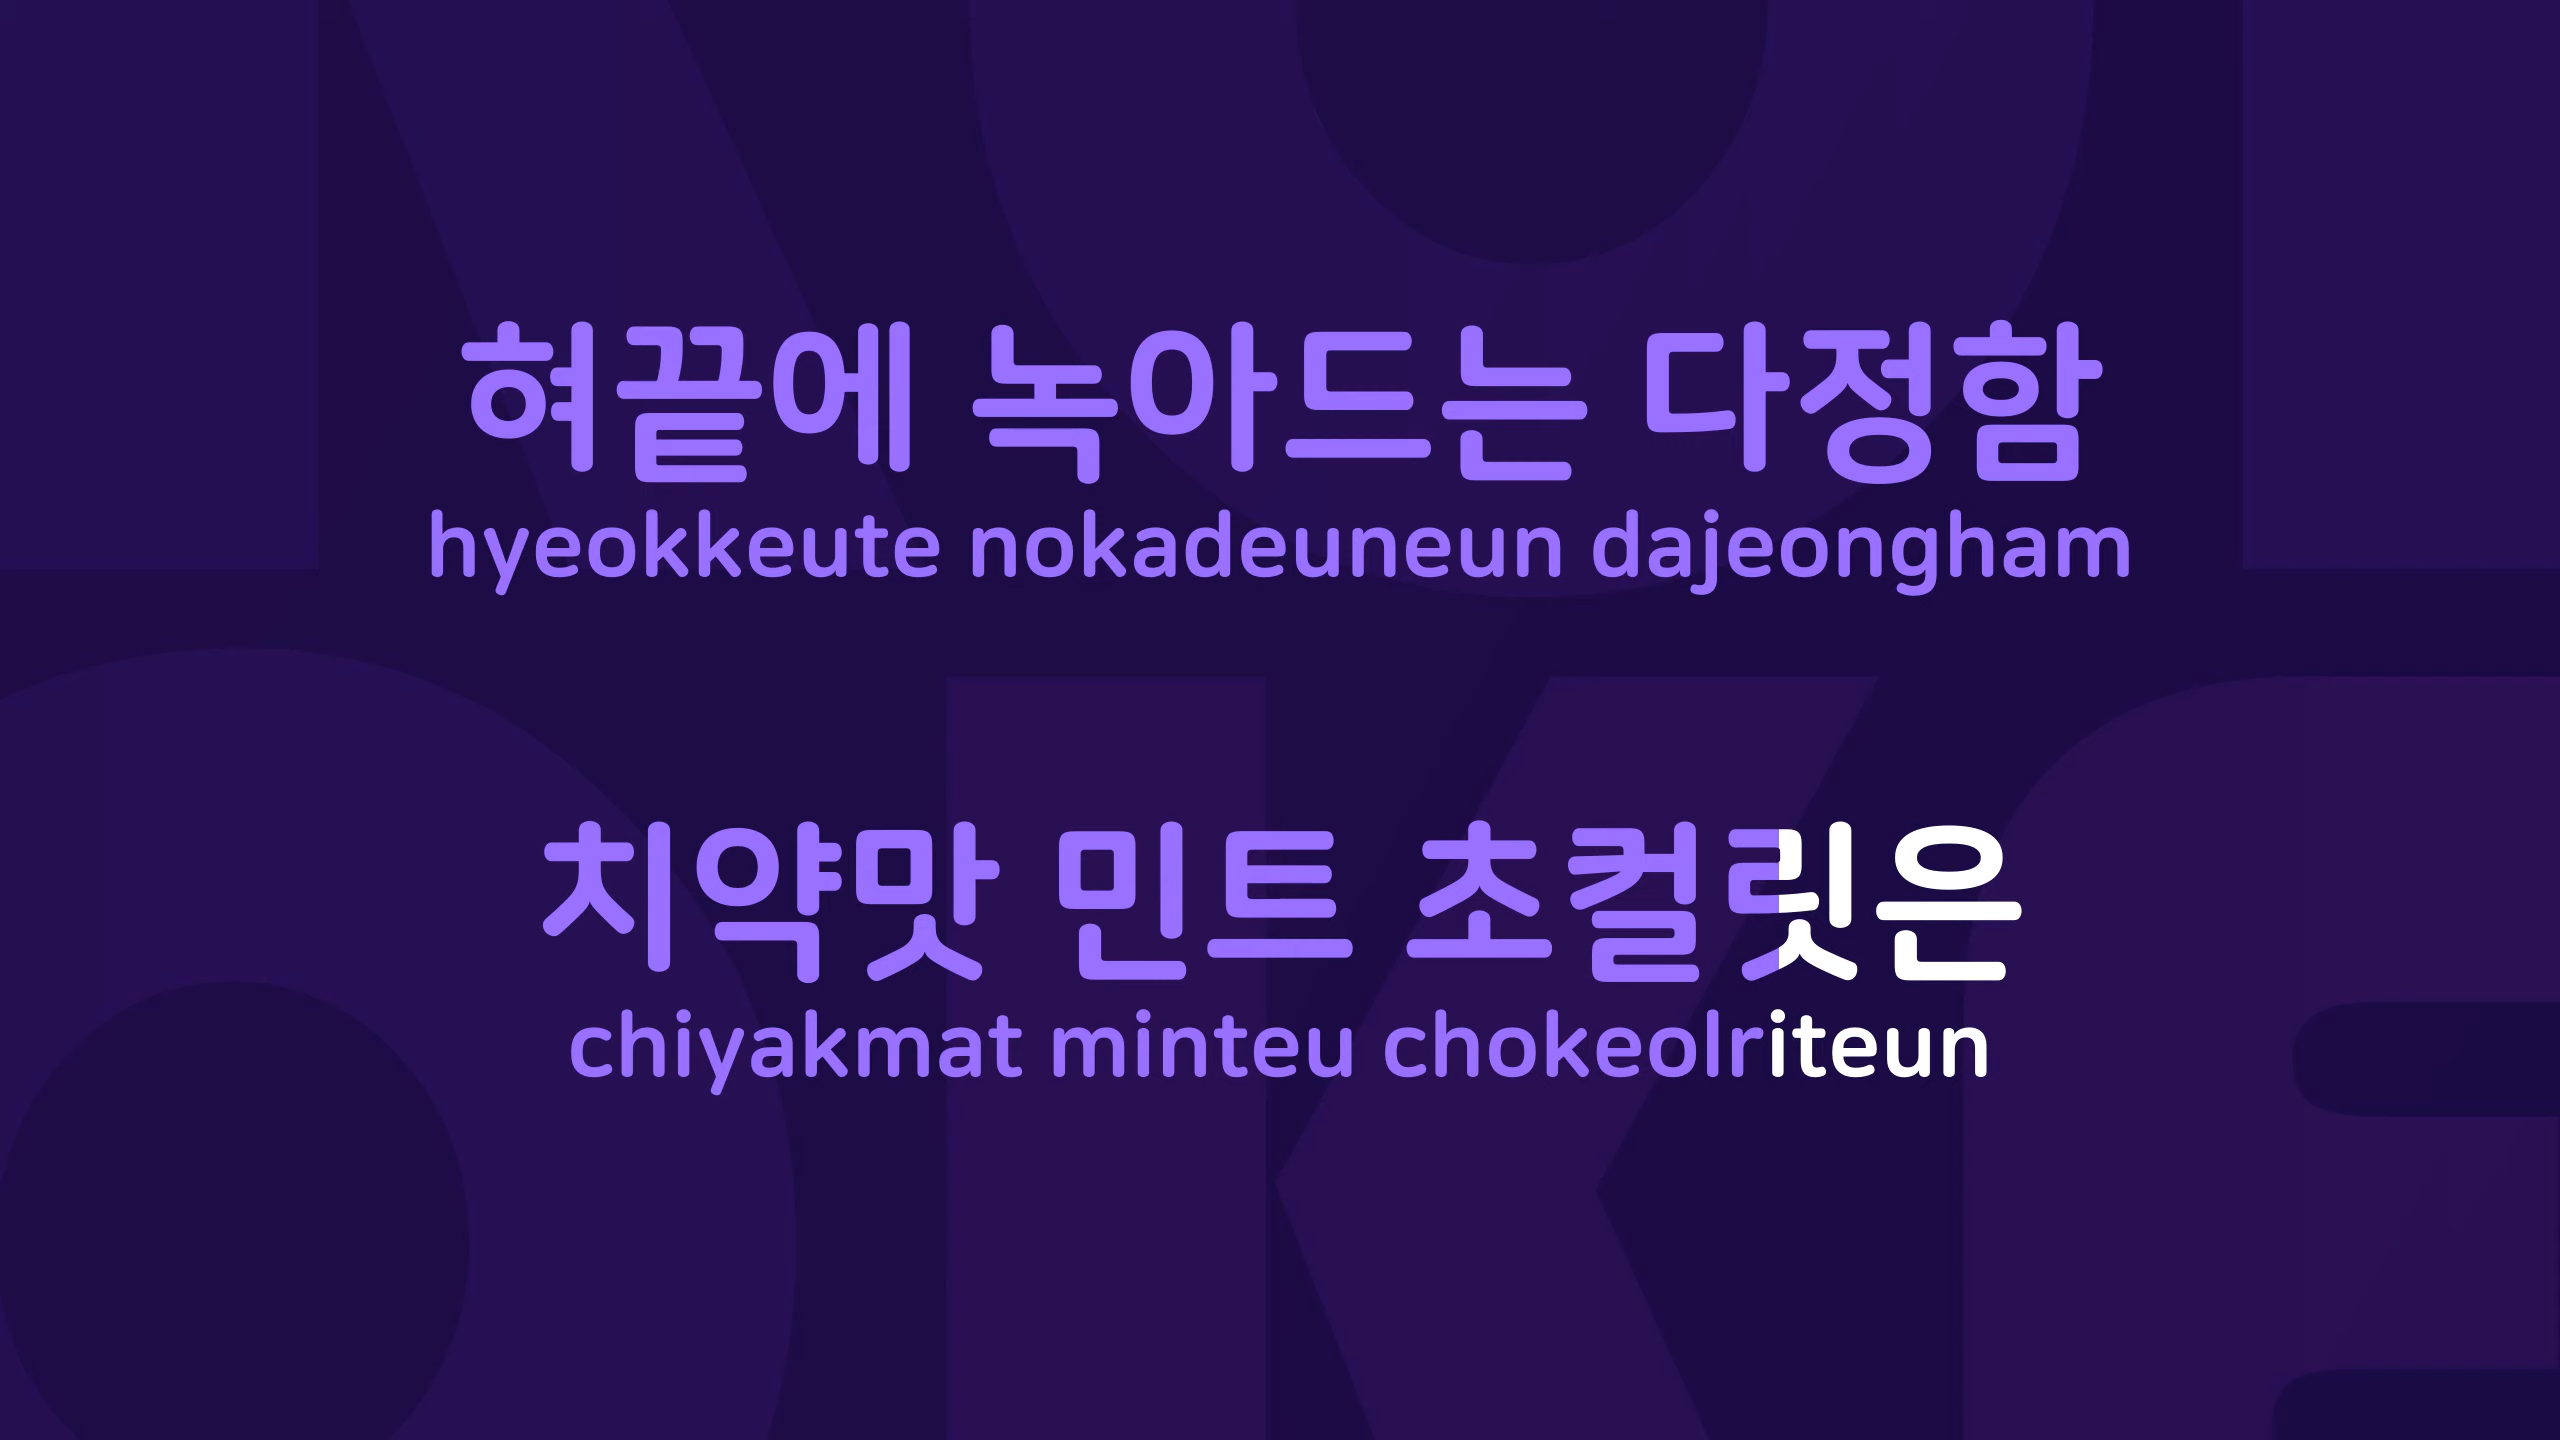 혀끝에 녹아드는 다정함
hyeokkeute nokadeuneun dajeongham
치약맛 민트 초컬릿은
chiyakmat minteu chokeolriteun